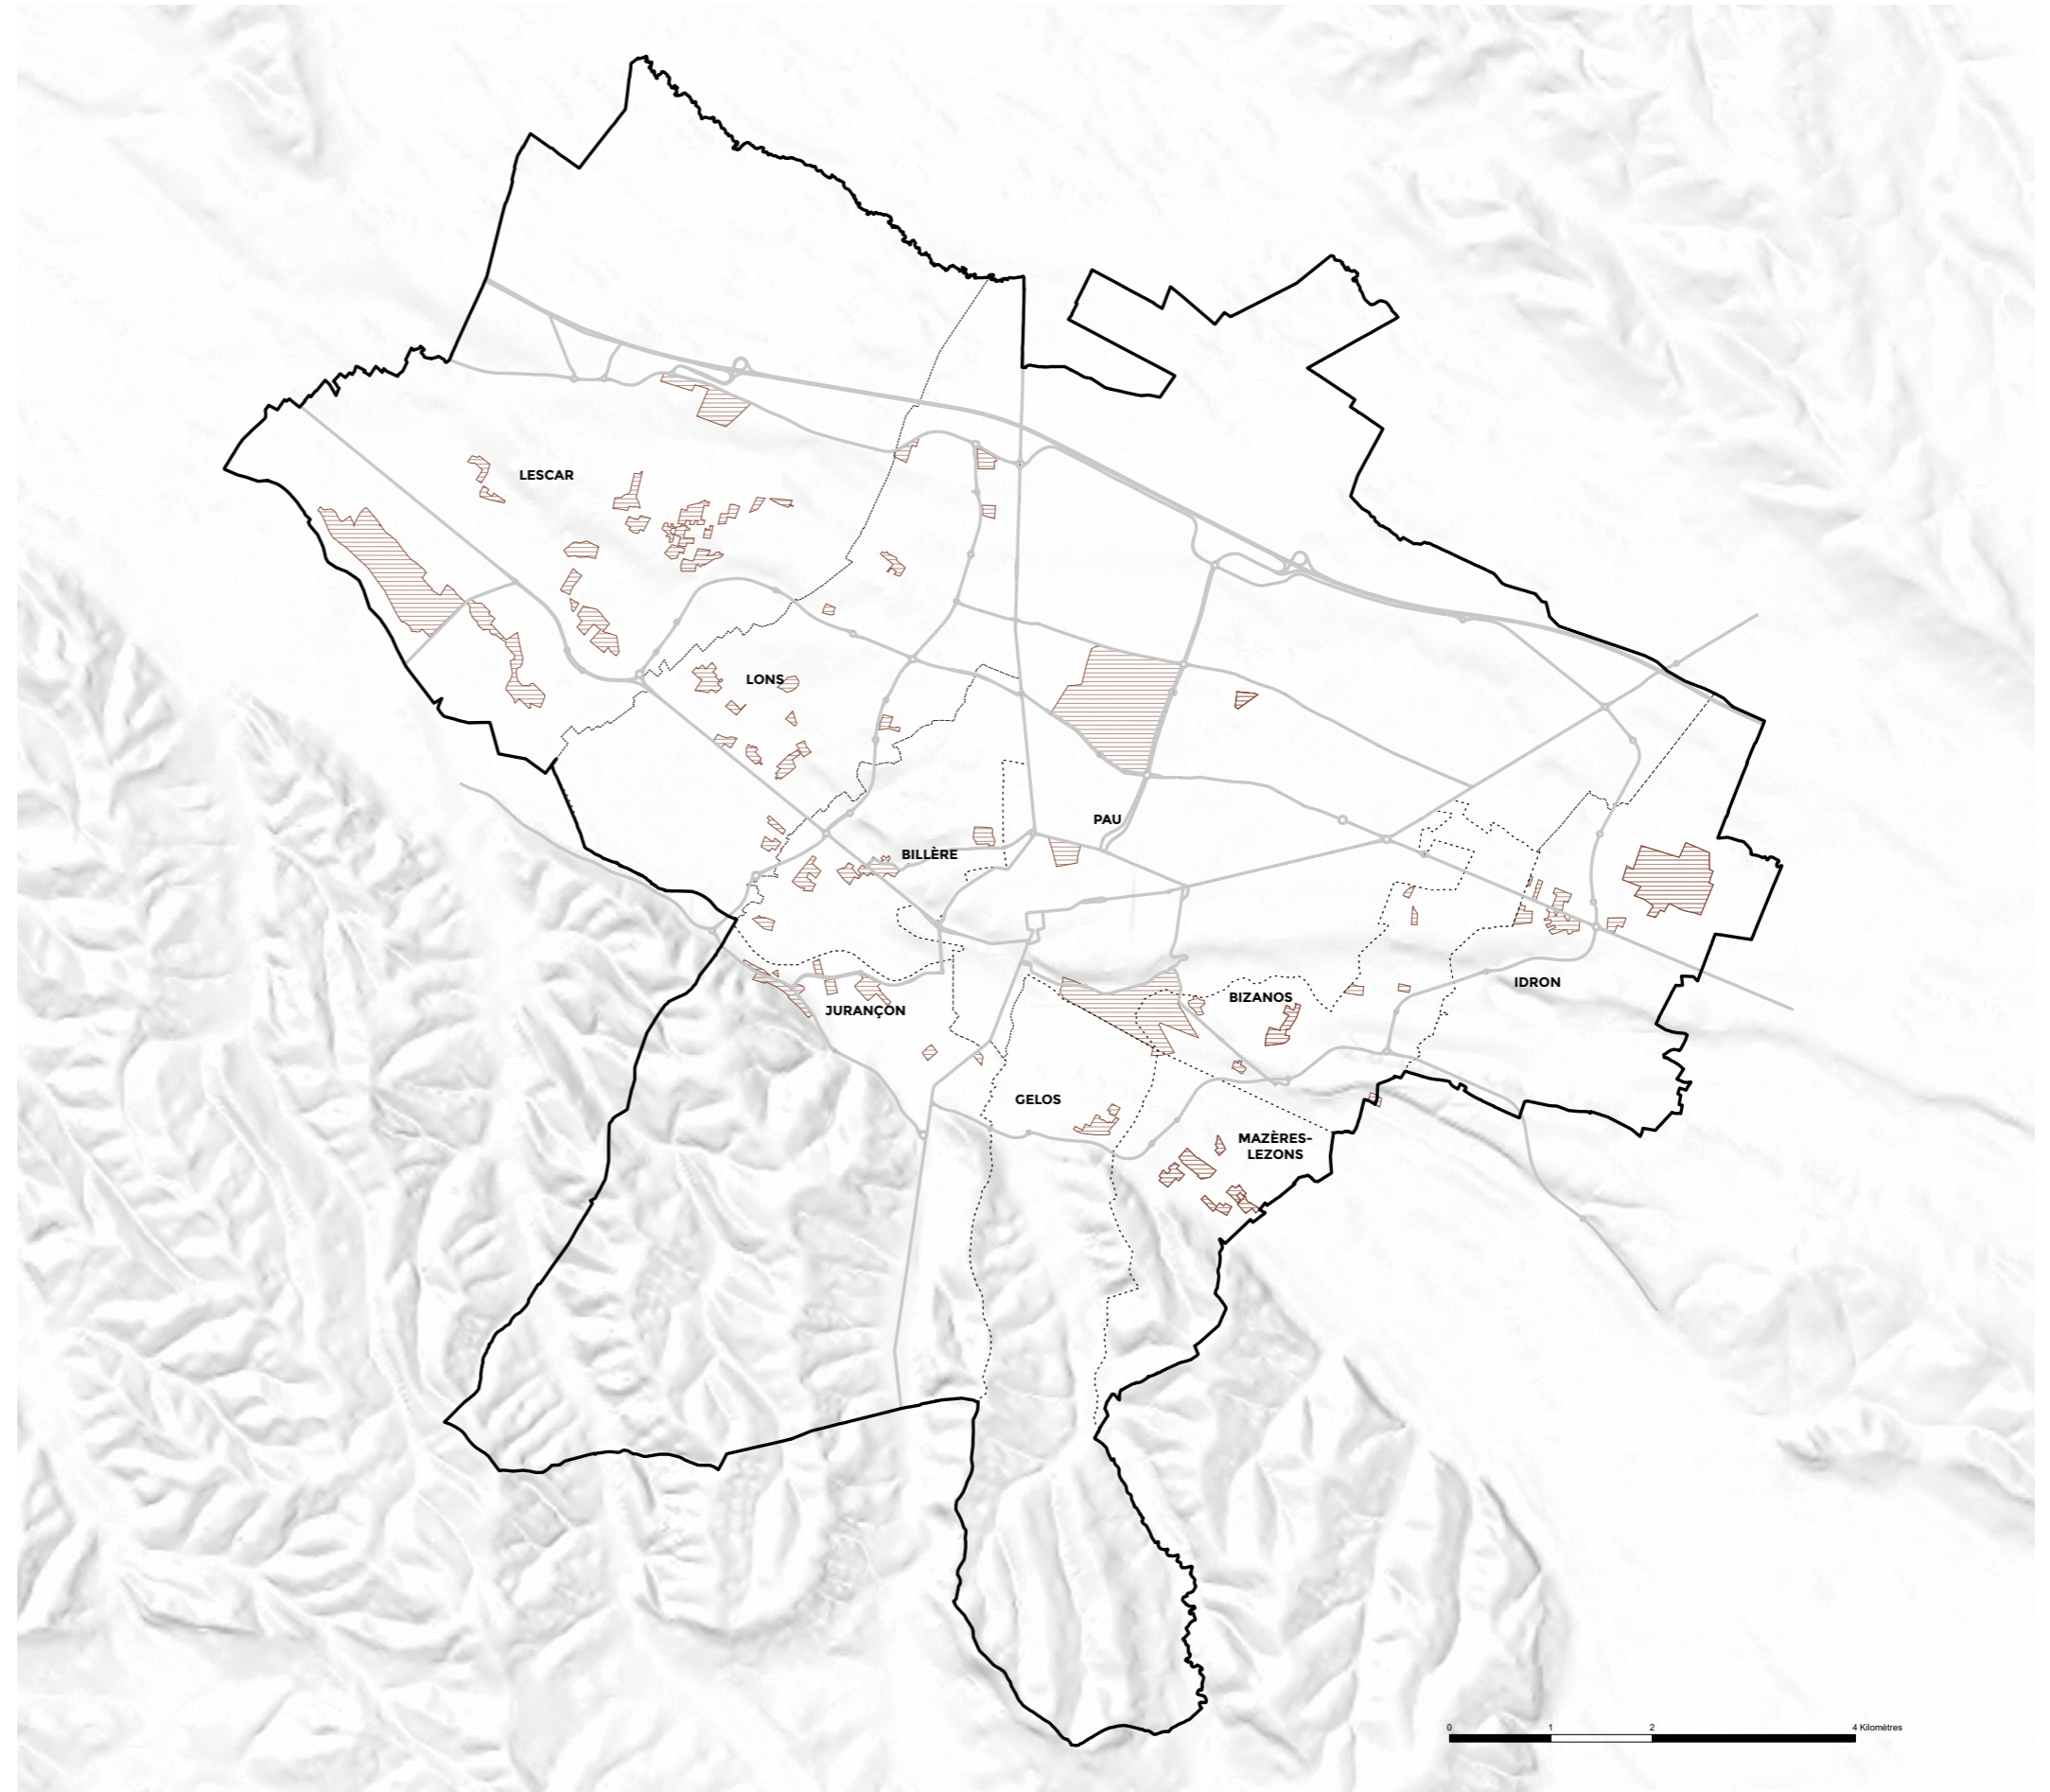 LESCAR
LONS
PAU
BILLÈRE
IDRON
BIZANOS
JURANÇON
GELOS
MAZÈRES-
LEZONS
0 1 2 4 Kilomètres